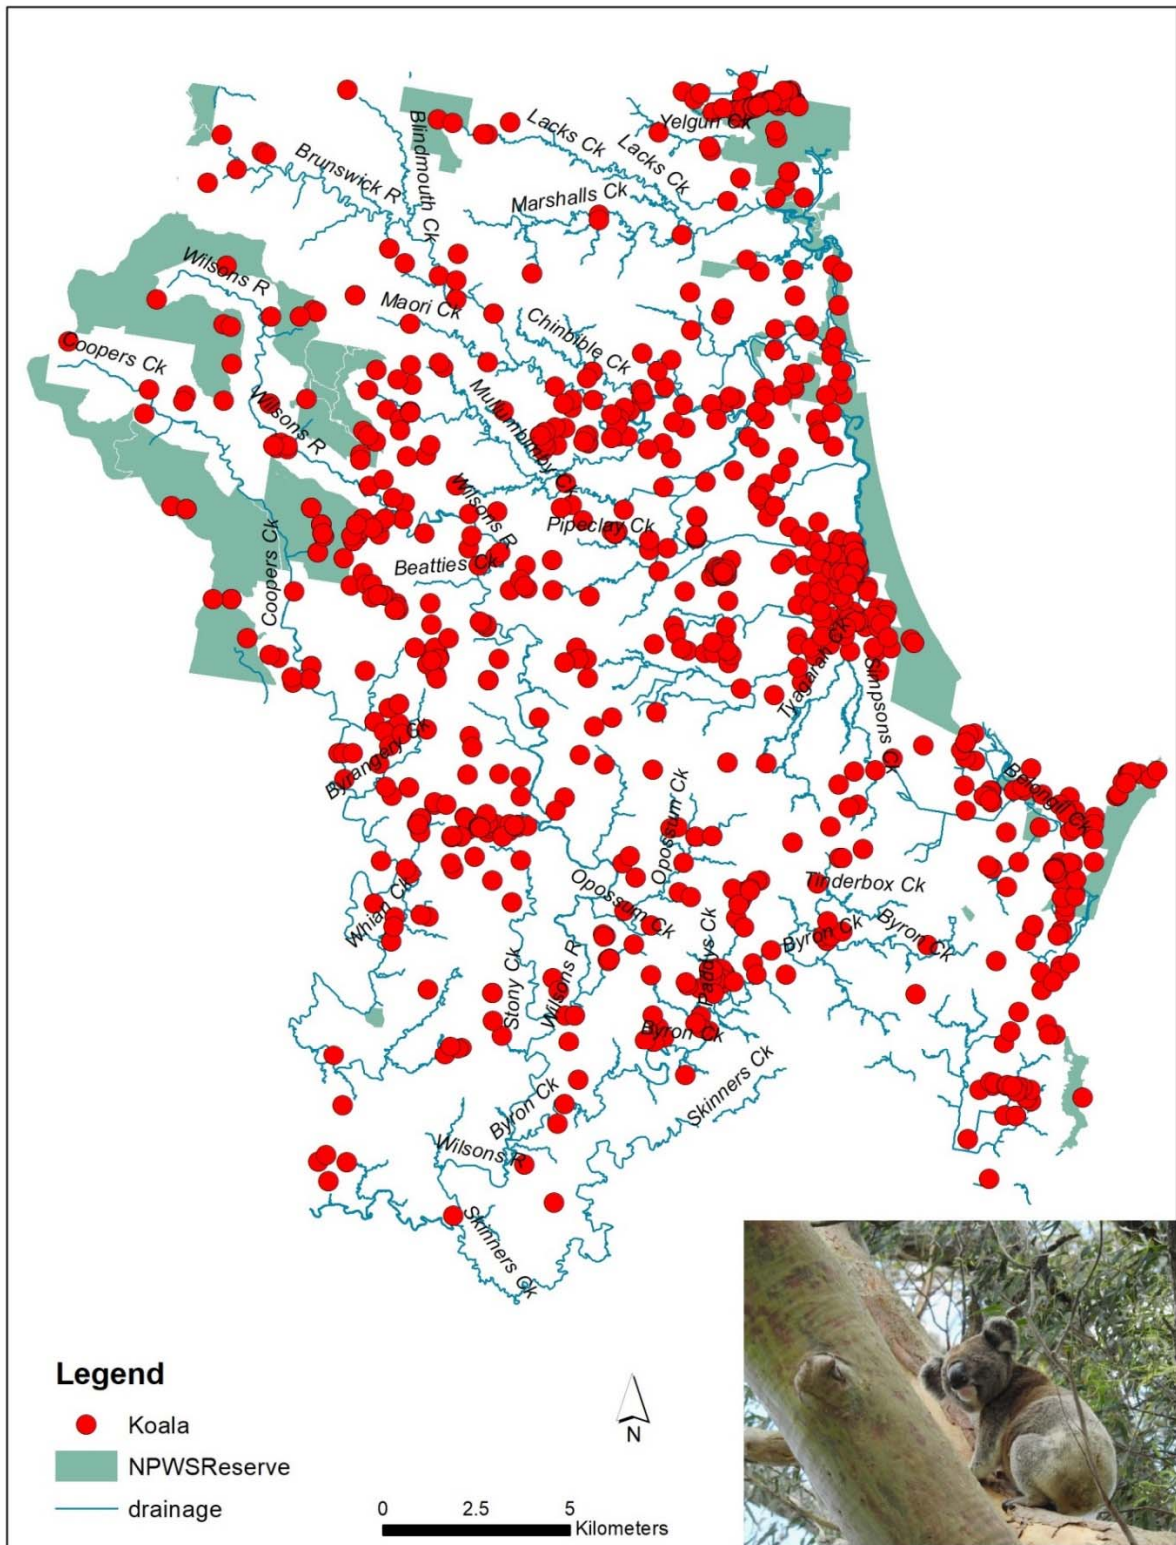 Yelgun Ck
Lacks Ck
Lacks Ck
Blindmouth Ck
Brunswick R
Marshalls Ck
Wilsons R
Maori Ck
Chinbible Ck
Coopers Ck
Wilsons R
Mullumbimby Ck
Wilsons R
Pipeclay Ck
Beatties Ck
Coopers Ck
Tyagarah Ck
Simpsons Ck
Byrangery Ck
Belongil Ck
Opossum Ck
Tinderbox Ck
Opossum Ck
Whian Ck
Byron Ck
Byron Ck
Paddys Ck
Stony Ck
Wilsons R
Byron Ck
Skinners Ck
Byron Ck
Wilsons R
Skinners Ck
Legend
Koala
NPWSReserve
drainage
N
0 2.5 5
Kilometers